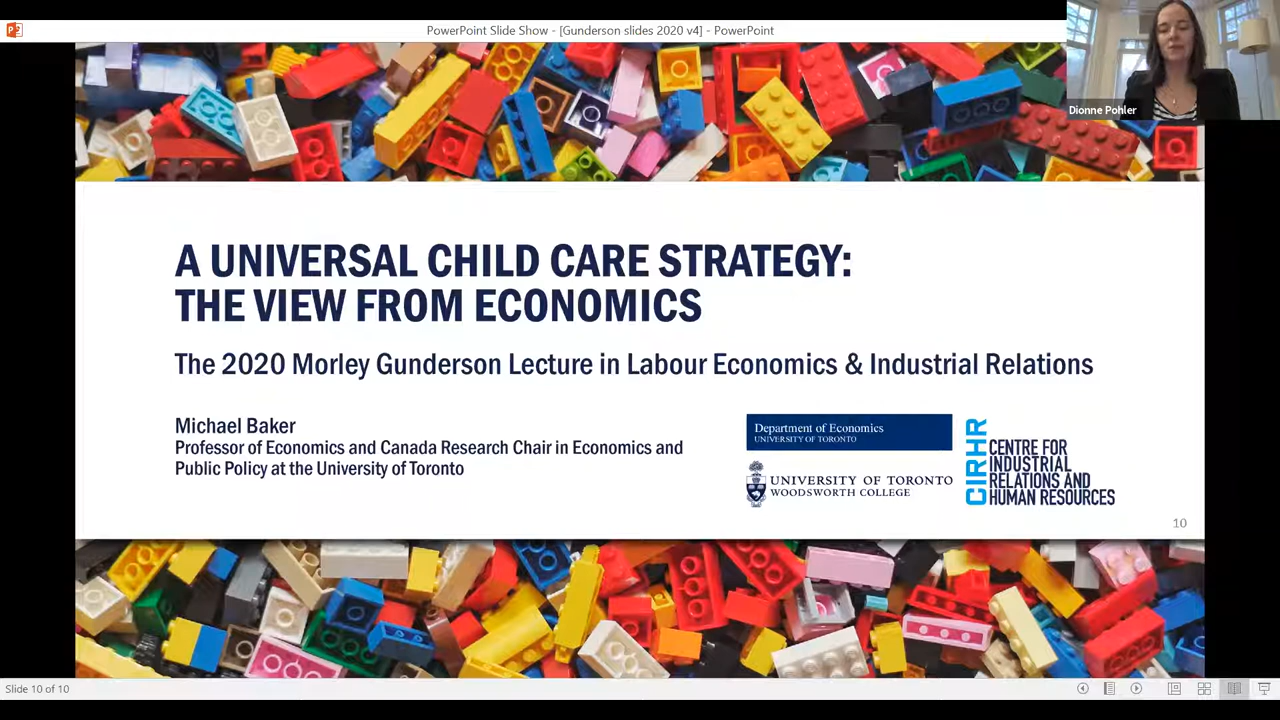 PowerPoint Slide Show - [Gunderson slides 2020 v4] - PowerPoint
Dionne Pohler
A UNIVERSAL CHILD CARE STRATEGY:
THE VIEW FROM ECONOMICS
The 2020 Morley Gunderson Lecture in Labour Economics & Industrial Relations
Michael Baker
Professor of Economics and Canada Research Chair in Economics and
Public Policy at the University of Toronto
Department of Economics
UNIVERSITY OF TORONTO
UNIVERSITY OF TORONTO
WOODSWORTH COLLEGE
CIRHR
CENTRE FOR
INDUSTRIAL
RELATIONS AND
HUMAN RESOURCES
10
Slide 10 of 10